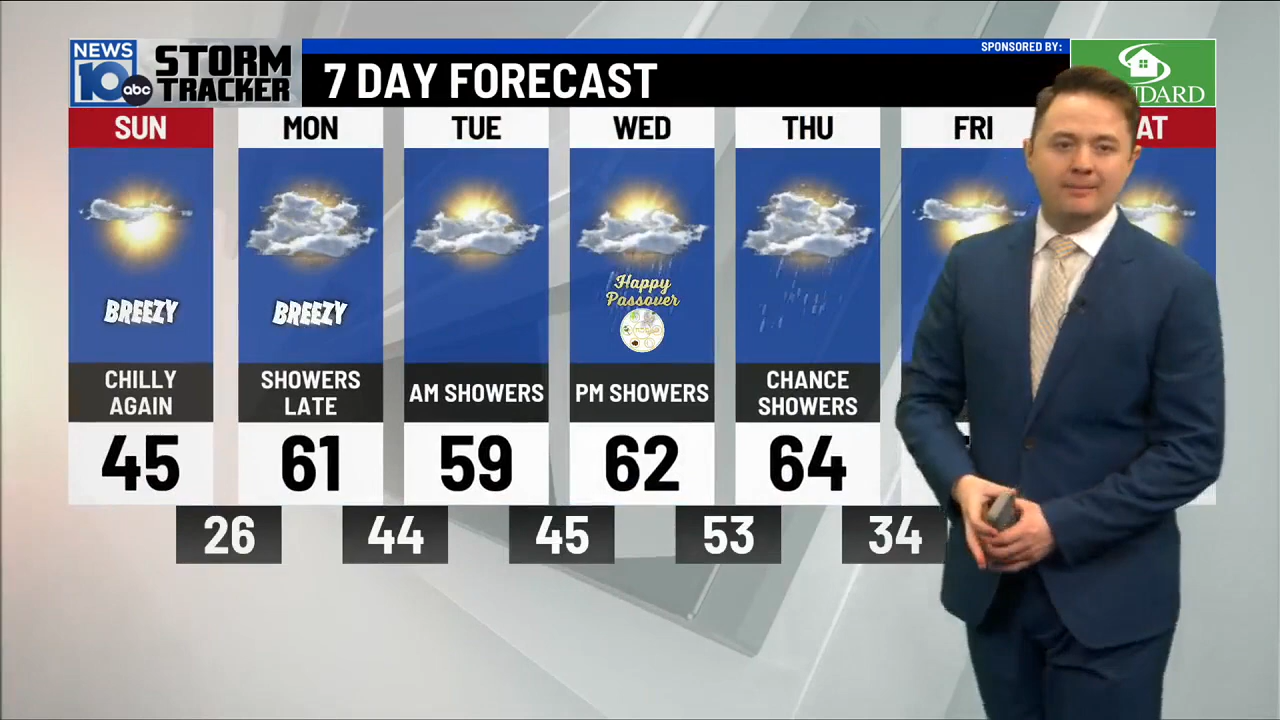 NEWS
10
abc
STORM
TRACKER
SPONSORED BY:
7 DAY FORECAST
SUN MON TUE WED THU FRI
BREEZY BREEZY
Happy
Passover
CHILLY
AGAIN
SHOWERS
LATE
AM SHOWERS
PM SHOWERS
CHANCE
SHOWERS
45 61 59 62 64
26 44 45 53 34